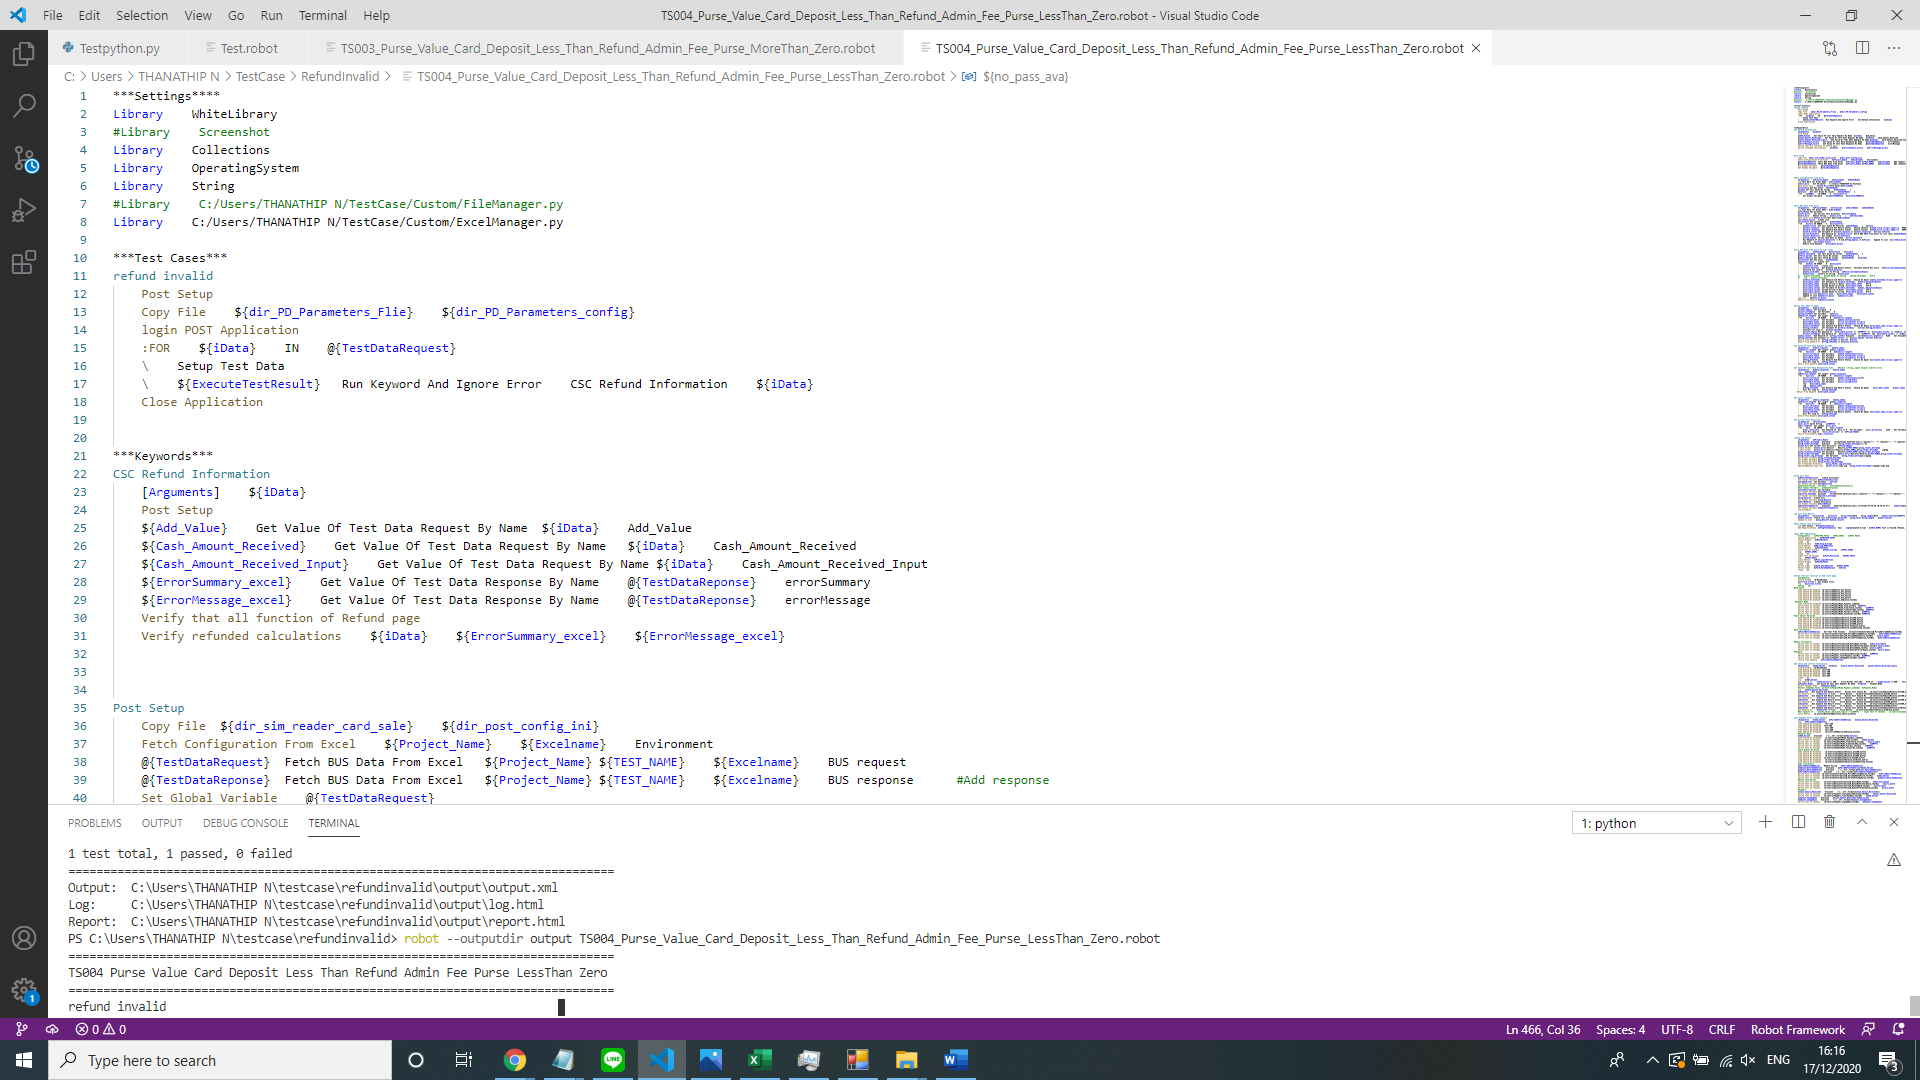 File Edit Selection View Go Run Terminal Help TS004_Purse_Value_Card_Deposit_Less_Than_Refund_Admin_Fee_Purse_LessThan_Zero.robot - Visual Studio Code
Testpython.py Test.robot TS003_Purse_Value_Card_Deposit_Less_Than_Refund_Admin_Fee_Purse_MoreThan_Zero.robot TS004_Purse_Value_Card_Deposit_Less_Than_Refund_Admin_Fee_Purse_LessThan_Zero.robot
C: > Users > THANATHIP N > TestCase > RefundInvalid > TS004_Purse_Value_Card_Deposit_Less_Than_Refund_Admin_Fee_Purse_LessThan_Zero.robot > ${no_pass_ava}
1 ***Settings****
2 Library    WhiteLibrary
3 #Library    Screenshot
4 Library    Collections
5 Library    OperatingSystem
6 Library    String
7 #Library    C:/Users/THANATHIP N/TestCase/Custom/FileManager.py
8 Library    C:/Users/THANATHIP N/TestCase/Custom/ExcelManager.py
9
10 ***Test Cases***
11 refund invalid
12     Post Setup
13     Copy File    ${dir_PD_Parameters_Flie}    ${dir_PD_Parameters_config}
14     login POST Application
15     :FOR    ${iData}    IN    @{TestDataRequest}
16     \    Setup Test Data
17     \    ${ExecuteTestResult}   Run Keyword And Ignore Error    CSC Refund Information    ${iData}
18     Close Application
19
20
21 ***Keywords***
22 CSC Refund Information
23     [Arguments]    ${iData}
24     Post Setup
25     ${Add_Value}    Get Value Of Test Data Request By Name  ${iData}    Add_Value
26     ${Cash_Amount_Received}    Get Value Of Test Data Request By Name   ${iData}    Cash_Amount_Received
27     ${Cash_Amount_Received_Input}    Get Value Of Test Data Request By Name ${iData}    Cash_Amount_Received_Input
28     ${ErrorSummary_excel}    Get Value Of Test Data Response By Name    @{TestDataReponse}    errorSummary
29     ${ErrorMessage_excel}    Get Value Of Test Data Response By Name    @{TestDataReponse}    errorMessage
30     Verify that all function of Refund page
31     Verify refunded calculations    ${iData}    ${ErrorSummary_excel}    ${ErrorMessage_excel}
32
33
34
35 Post Setup
36     Copy File  ${dir_sim_reader_card_sale}    ${dir_post_config_ini}
37     Fetch Configuration From Excel    ${Project_Name}    ${Excelname}    Environment
38     @{TestDataRequest}  Fetch BUS Data From Excel   ${Project_Name} ${TEST_NAME}    ${Excelname}    BUS request
39     @{TestDataReponse}  Fetch BUS Data From Excel   ${Project_Name} ${TEST_NAME}    ${Excelname}    BUS response      #Add response
40     Set Global Variable    @{TestDataRequest}
PROBLEMS OUTPUT DEBUG CONSOLE TERMINAL 1: python
1 test total, 1 passed, 0 failed
==============================================================================
Output:  C:\Users\THANATHIP N\testcase\refundinvalid\output\output.xml
Log:     C:\Users\THANATHIP N\testcase\refundinvalid\output\log.html
Report:  C:\Users\THANATHIP N\testcase\refundinvalid\output\report.html
PS C:\Users\THANATHIP N\testcase\refundinvalid> robot --outputdir output TS004_Purse_Value_Card_Deposit_Less_Than_Refund_Admin_Fee_Purse_LessThan_Zero.robot
==============================================================================
TS004 Purse Value Card Deposit Less Than Refund Admin Fee Purse LessThan Zero
==============================================================================
refund invalid
0 0 Ln 466, Col 36 Spaces: 4 UTF-8 CRLF Robot Framework
Type here to search ENG 16:16
17/12/2020 3